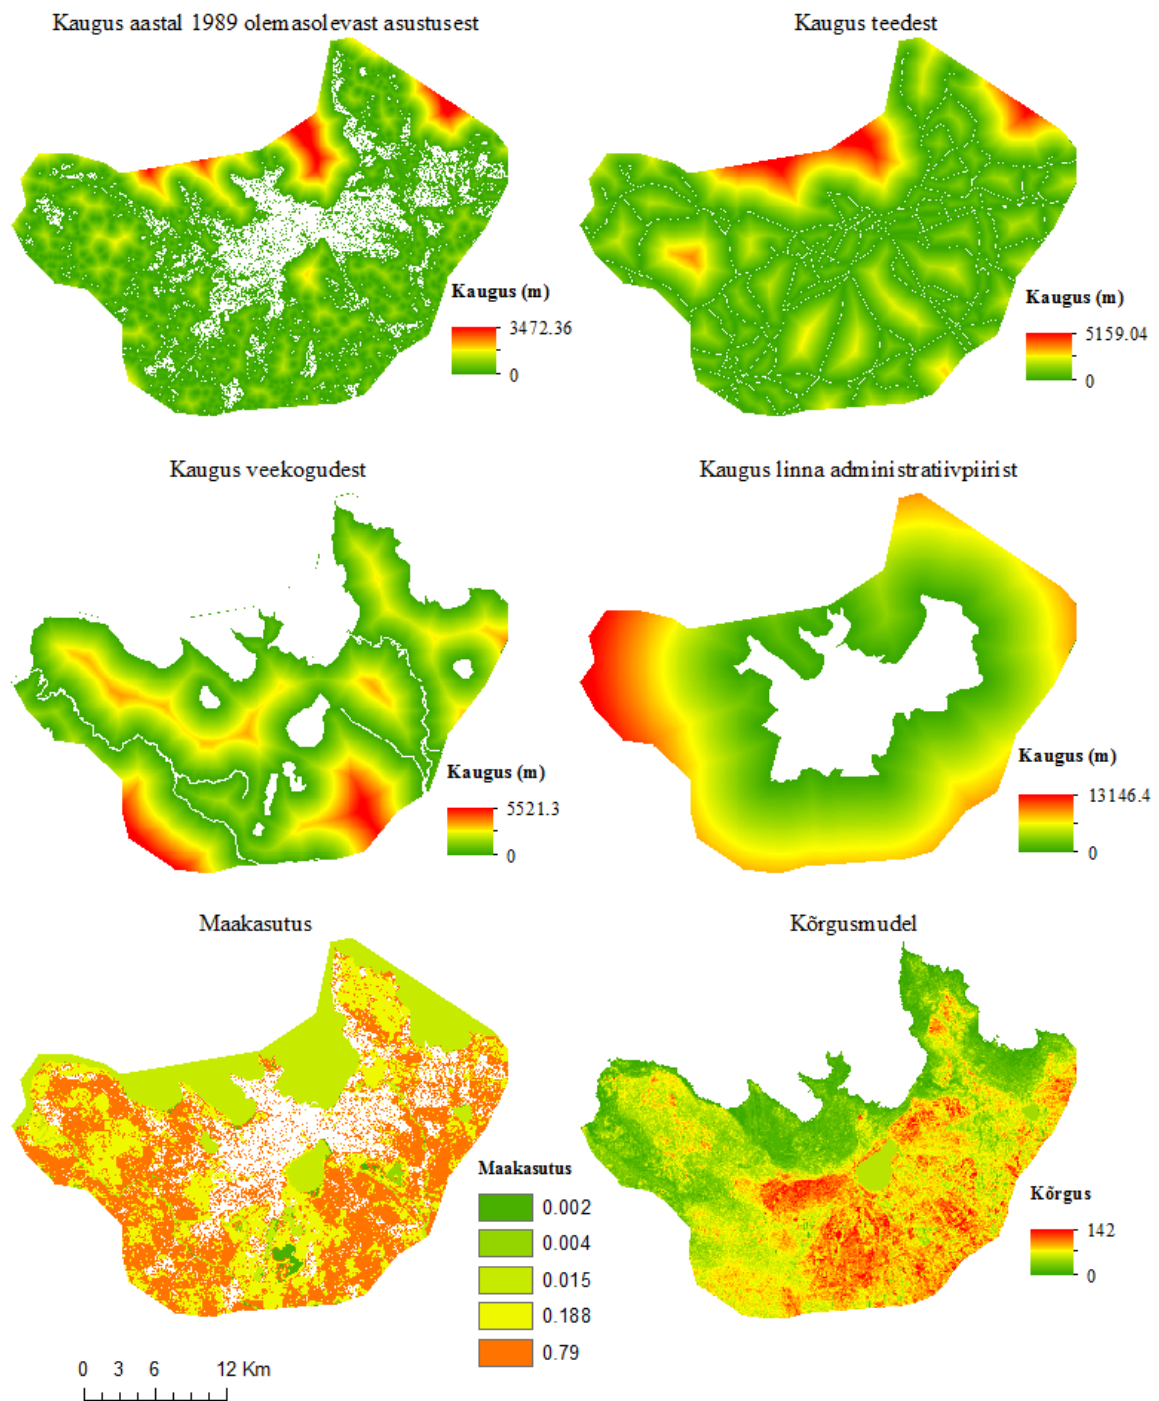 Kaugus aastal 1989 olemasolevast asustusest
Kaugus teedest
Kaugus (m)
3472.36
0
Kaugus (m)
5159.04
0
Kaugus veekogudest
Kaugus linna administratiivpiirist
Kaugus (m)
5521.3
0
Kaugus (m)
13146.4
0
Maakasutus
Kõrgusmudel
Maakasutus
0.002
0.004
0.015
0.188
0.79
Kõrgus
142
0
0 3 6 12 Km